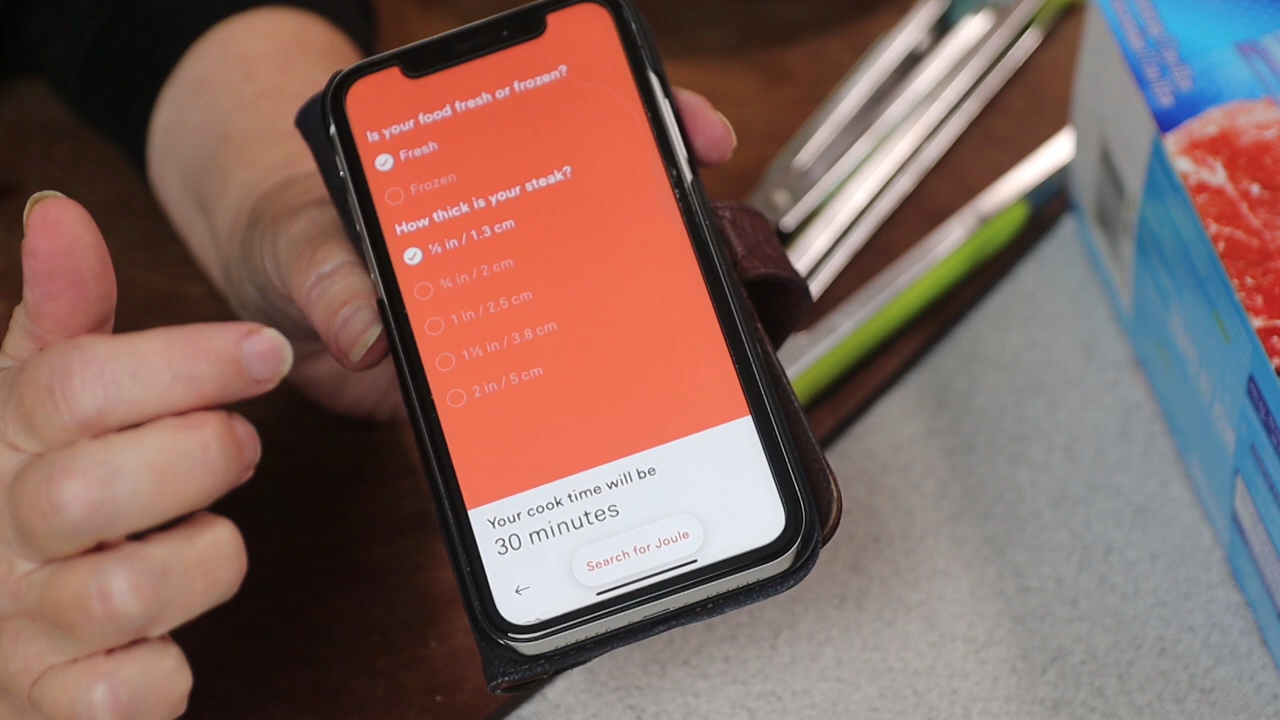 Is your food fresh or frozen?
Fresh
Frozen
How thick is your steak?
½ in / 1.3 cm
¾ in / 2 cm
1 in / 2.5 cm
1½ in / 3.8 cm
2 in / 5 cm
Your cook time will be
30 minutes
Search for Joule